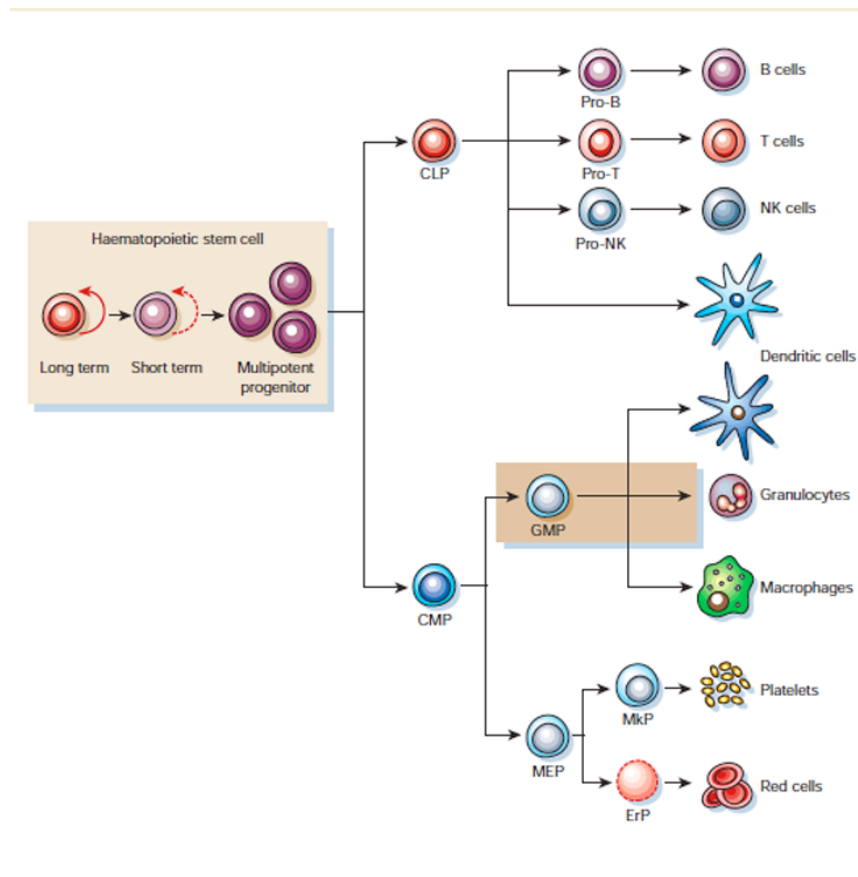 B cells
Pro-B
T cells
CLP
Pro-T
NK cells
Pro-NK
Haematopoietic stem cell
Long term
Short term
Multipotent
progenitor
Dendritic cells
Granulocytes
GMP
Macrophages
CMP
Platelets
MkP
MEP
Red cells
ErP